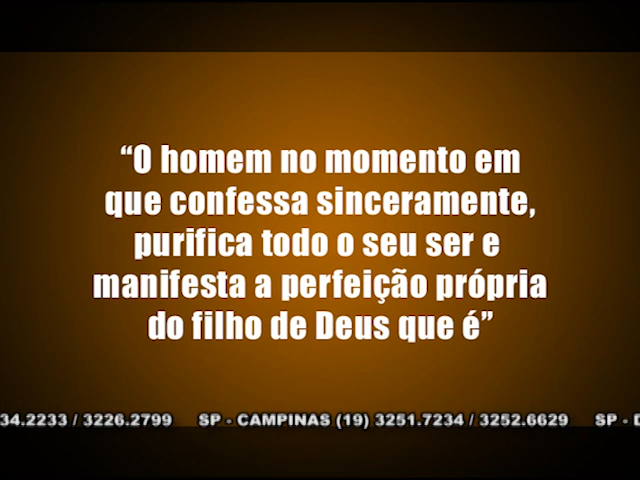 “O homem no momento em
que confessa sinceramente,
purifica todo o seu ser e
manifesta a perfeição própria
do filho de Deus que é”
34.2233 / 3226.2799 SP - CAMPINAS (19) 3251.7234 / 3252.6629 SP -